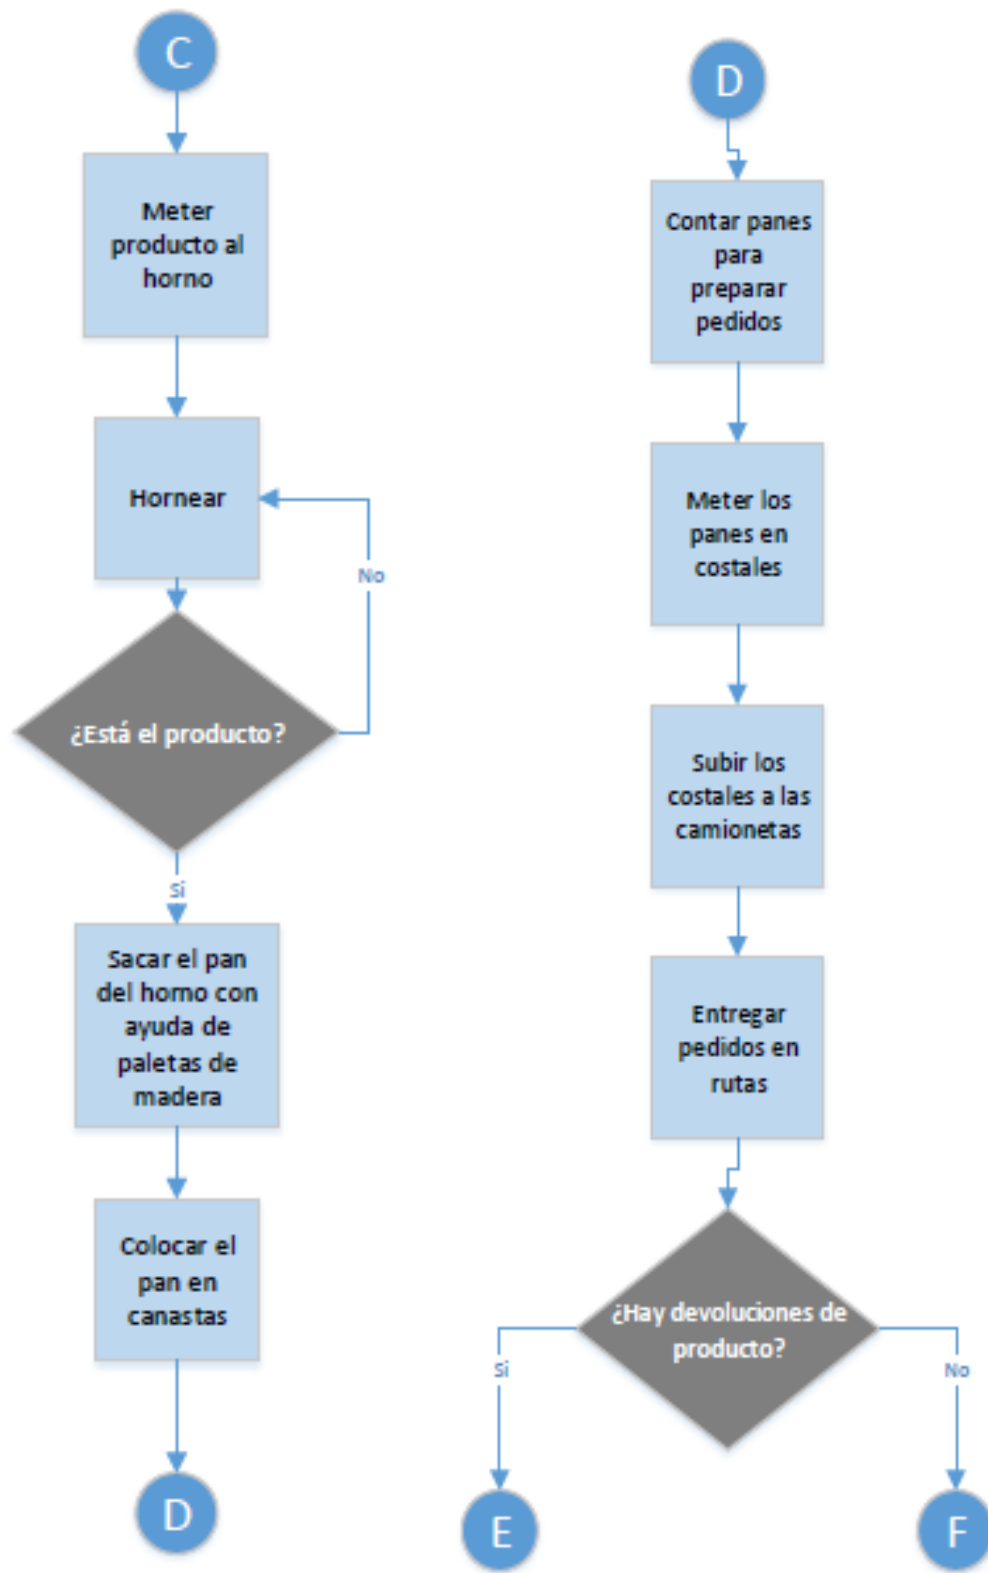 C
Meter
producto al
horno
Hornear
No
¿Está el producto?
Si
Sacar el pan
del horno con
ayuda de
paletas de
madera
Colocar el
pan en
canastas
D
D
Contar panes
para
preparar
pedidos
Meter los
panes en
costales
Subir los
costales a las
camionetas
Entregar
pedidos en
rutas
¿Hay devoluciones de
producto?
Si
No
E
F